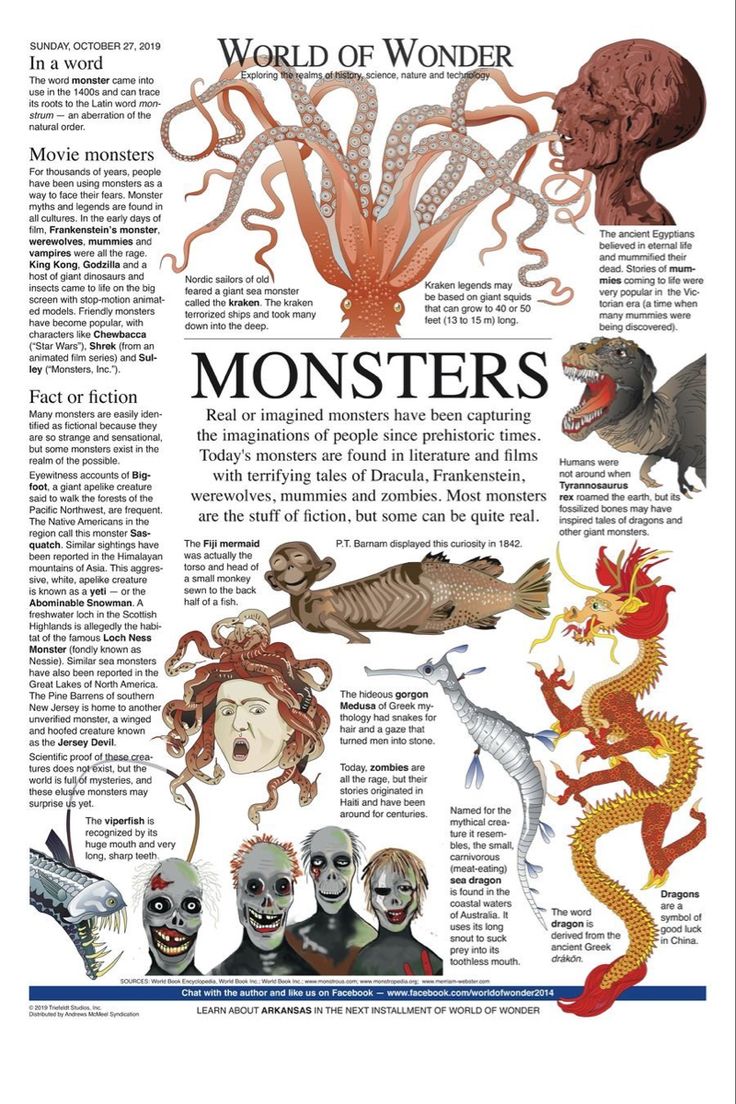 SUNDAY, OCTOBER 27, 2019
WORLD OF WONDER
Exploring the realms of history, science, nature and technology
In a word
The word monster came into
use in the 1400s and can trace
its roots to the Latin word mon-
strum — an aberration of the
natural order.
Movie monsters
For thousands of years, people
have been using monsters as a
way to face their fears. Monster
myths and legends are found in
all cultures. In the early days of
film, Frankenstein's monster,
werewolves, mummies and
vampires were all the rage.
King Kong, Godzilla and a
host of giant dinosaurs and
insects came to life on the big
screen with stop-motion animat-
ed models. Friendly monsters
have become popular, with
characters like Chewbacca
("Star Wars"), Shrek (from an
animated film series) and Sul-
ley ("Monsters, Inc.").
Fact or fiction
Many monsters are easily iden-
tified as fictional because they
are so strange and sensational,
but some monsters exist in the
realm of the possible.
Eyewitness accounts of Big-
foot, a giant apelike creature
said to walk the forests of the
Pacific Northwest, are frequent.
The Native Americans in the
region call this monster Sas-
quatch. Similar sightings have
been reported in the Himalayan
mountains of Asia. This aggres-
sive, white, apelike creature
is known as a yeti — or the
Abominable Snowman. A
freshwater loch in the Scottish
Highlands is allegedly the habi-
tat of the famous Loch Ness
Monster (fondly known as
Nessie). Similar sea monsters
have also been reported in the
Great Lakes of North America.
The Pine Barrens of southern
New Jersey is home to another
unverified monster, a winged
and hoofed creature known
as the Jersey Devil.
Scientific proof of these crea-
tures does not exist, but the
world is full of mysteries, and
these elusive monsters may
surprise us yet.
Nordic sailors of old
feared a giant sea monster
called the kraken. The kraken
terrorized ships and took many
down into the deep.
Kraken legends may
be based on giant squids
that can grow to 40 or 50
feet (13 to 15 m) long.
The ancient Egyptians
believed in eternal life
and mummified their
dead. Stories of mum-
mies coming to life were
very popular in the Vic-
torian era (a time when
many mummies were
being discovered).
MONSTERS
Real or imagined monsters have been capturing
the imaginations of people since prehistoric times.
Today's monsters are found in literature and films
with terrifying tales of Dracula, Frankenstein,
werewolves, mummies and zombies. Most monsters
are the stuff of fiction, but some can be quite real.
Humans were
not around when
Tyrannosaurus
rex roamed the earth, but its
fossilized bones may have
inspired tales of dragons and
other giant monsters.
The Fiji mermaid
was actually the
torso and head of
a small monkey
sewn to the back
half of a fish.
P.T. Barnam displayed this curiosity in 1842.
The hideous gorgon
Medusa of Greek my-
thology had snakes for
hair and a gaze that
turned men into stone.
Today, zombies are
all the rage, but their
stories originated in
Haiti and have been
around for centuries.
The viperfish is
recognized by its
huge mouth and very
long, sharp teeth.
Named for the
mythical crea-
ture it resem-
bles, the small,
carnivorous
(meat-eating)
sea dragon
is found in the
coastal waters
of Australia. It
uses its long
snout to suck
prey into its
toothless mouth.
The word
dragon is
derived from the
ancient Greek
drákōn.
Dragons
are a
symbol of
good luck
in China.
SOURCES: World Book Encyclopedia, World Book Inc.; World Book Inc.; www.monstrous.com; www.monstropedia.org; www.merriam-webster.com
Chat with the author and like us on Facebook — www.facebook.com/worldofwonder2014
© 2019 Triefeldt Studios, Inc.
Distributed by Andrews McMeel Syndication
LEARN ABOUT ARKANSAS IN THE NEXT INSTALLMENT OF WORLD OF WONDER